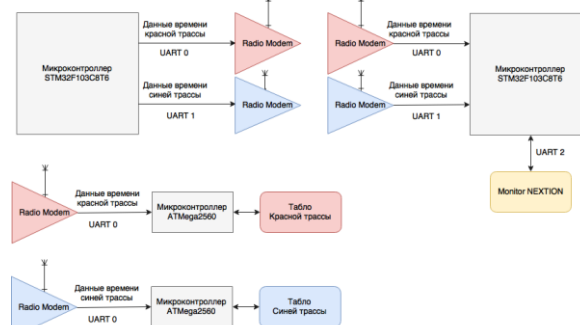 Микроконтроллер
STM32F103C8T6
Данные времени
красной трассы
UART 0
Radio Modem
Данные времени
синей трассы
UART 1
Radio Modem
Radio Modem
Данные времени
красной трассы
UART 0
Radio Modem
Данные времени
синей трассы
UART 1
Микроконтроллер
STM32F103C8T6
UART 2
Monitor NEXTION
Radio Modem
Данные времени
красной трассы
UART 0
Микроконтроллер
ATMega2560
Табло
Красной трассы
Radio Modem
Данные времени
синей трассы
UART 0
Микроконтроллер
ATMega2560
Табло
Синей трассы